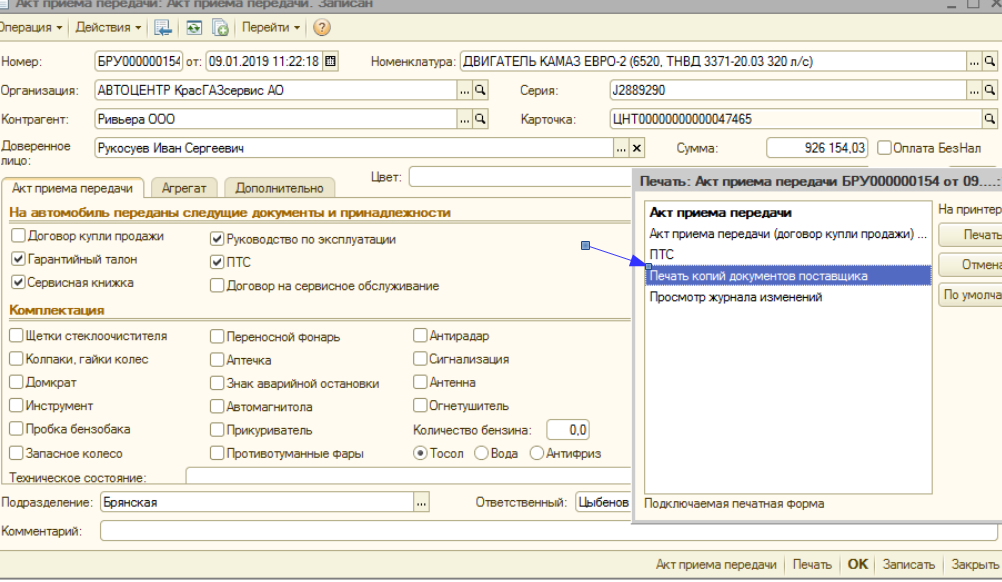 Акт приема передачи: Акт приема передачи. Записан
Операция Действия Перейти
Номер: БРУ000000154 от: 09.01.2019 11:22:18 Номенклатура: ДВИГАТЕЛЬ КАМАЗ ЕВРО-2 (6520, ТНВД 3371-20.03 320 л/с) ...
Организация: АВТОЦЕНТР КрасГАЗсервис АО ... Серия: J2889290 ...
Контрагент: Ривьера ООО ... Карточка: ЦНТ00000000000047465
Доверенное лицо: Рукосуев Иван Сергеевич ... x Сумма: 926 154,03 Оплата БезНал
Цвет:
Акт приема передачи Агрегат Дополнительно
На автомобиль переданы следущие документы и принадлежности
Договор купли продажи Руководство по эксплуатации
Гарантийный талон ПТС
Сервисная книжка Договор на сервисное обслуживание
Комплектация
Щетки стеклоочистителя Переносной фонарь Антирадар
Колпаки, гайки колес Аптечка Сигнализация
Домкрат Знак аварийной остановки Антенна
Инструмент Автомагнитола Огнетушитель
Пробка бензобака Прикуриватель Количество бензина: 0,0
Запасное колесо Противотуманные фары Тосол Вода Антифриз
Техническое состояние:
Подразделение: Брянская ... Ответственный: Цыбенов
Комментарий:
Печать: Акт приема передачи БРУ000000154 от 09....:
Акт приема передачи
Акт приема передачи (договор купли продажи) ...
ПТС
Печать копий документов поставщика
Просмотр журнала изменений
На принтер
Печать
Отмена
По умолча
Подключаемая печатная форма
Акт приема передачи Печать OK Записать Закрыть